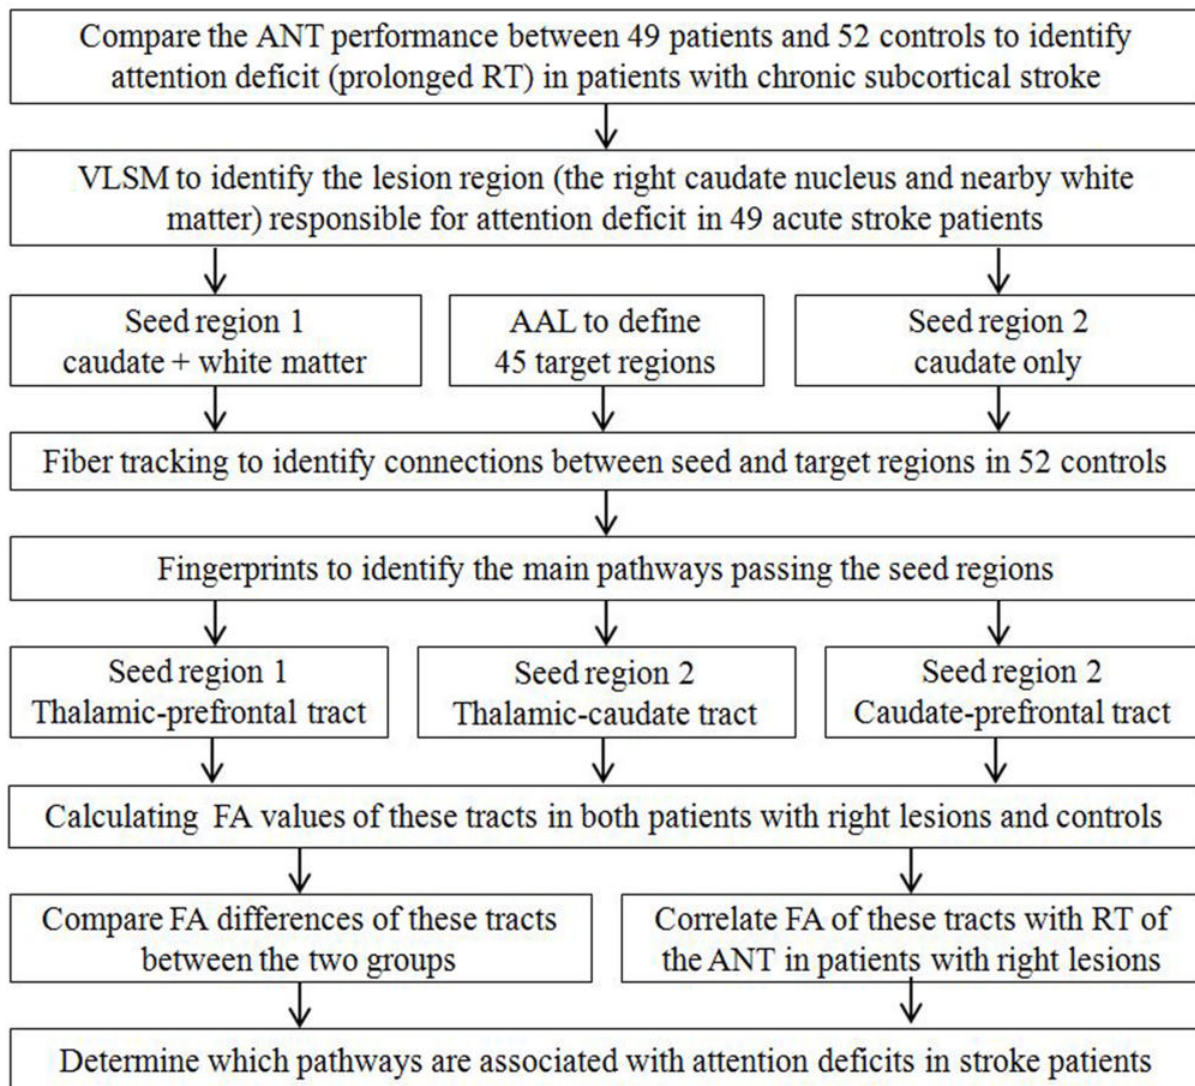 Compare the ANT performance between 49 patients and 52 controls to identify
attention deficit (prolonged RT) in patients with chronic subcortical stroke
VLSM to identify the lesion region (the right caudate nucleus and nearby white
matter) responsible for attention deficit in 49 acute stroke patients
Seed region 1
caudate + white matter
AAL to define
45 target regions
Seed region 2
caudate only
Fiber tracking to identify connections between seed and target regions in 52 controls
Fingerprints to identify the main pathways passing the seed regions
Seed region 1
Thalamic-prefrontal tract
Seed region 2
Thalamic-caudate tract
Seed region 2
Caudate-prefrontal tract
Calculating FA values of these tracts in both patients with right lesions and controls
Compare FA differences of these tracts
between the two groups
Correlate FA of these tracts with RT of
the ANT in patients with right lesions
Determine which pathways are associated with attention deficits in stroke patients